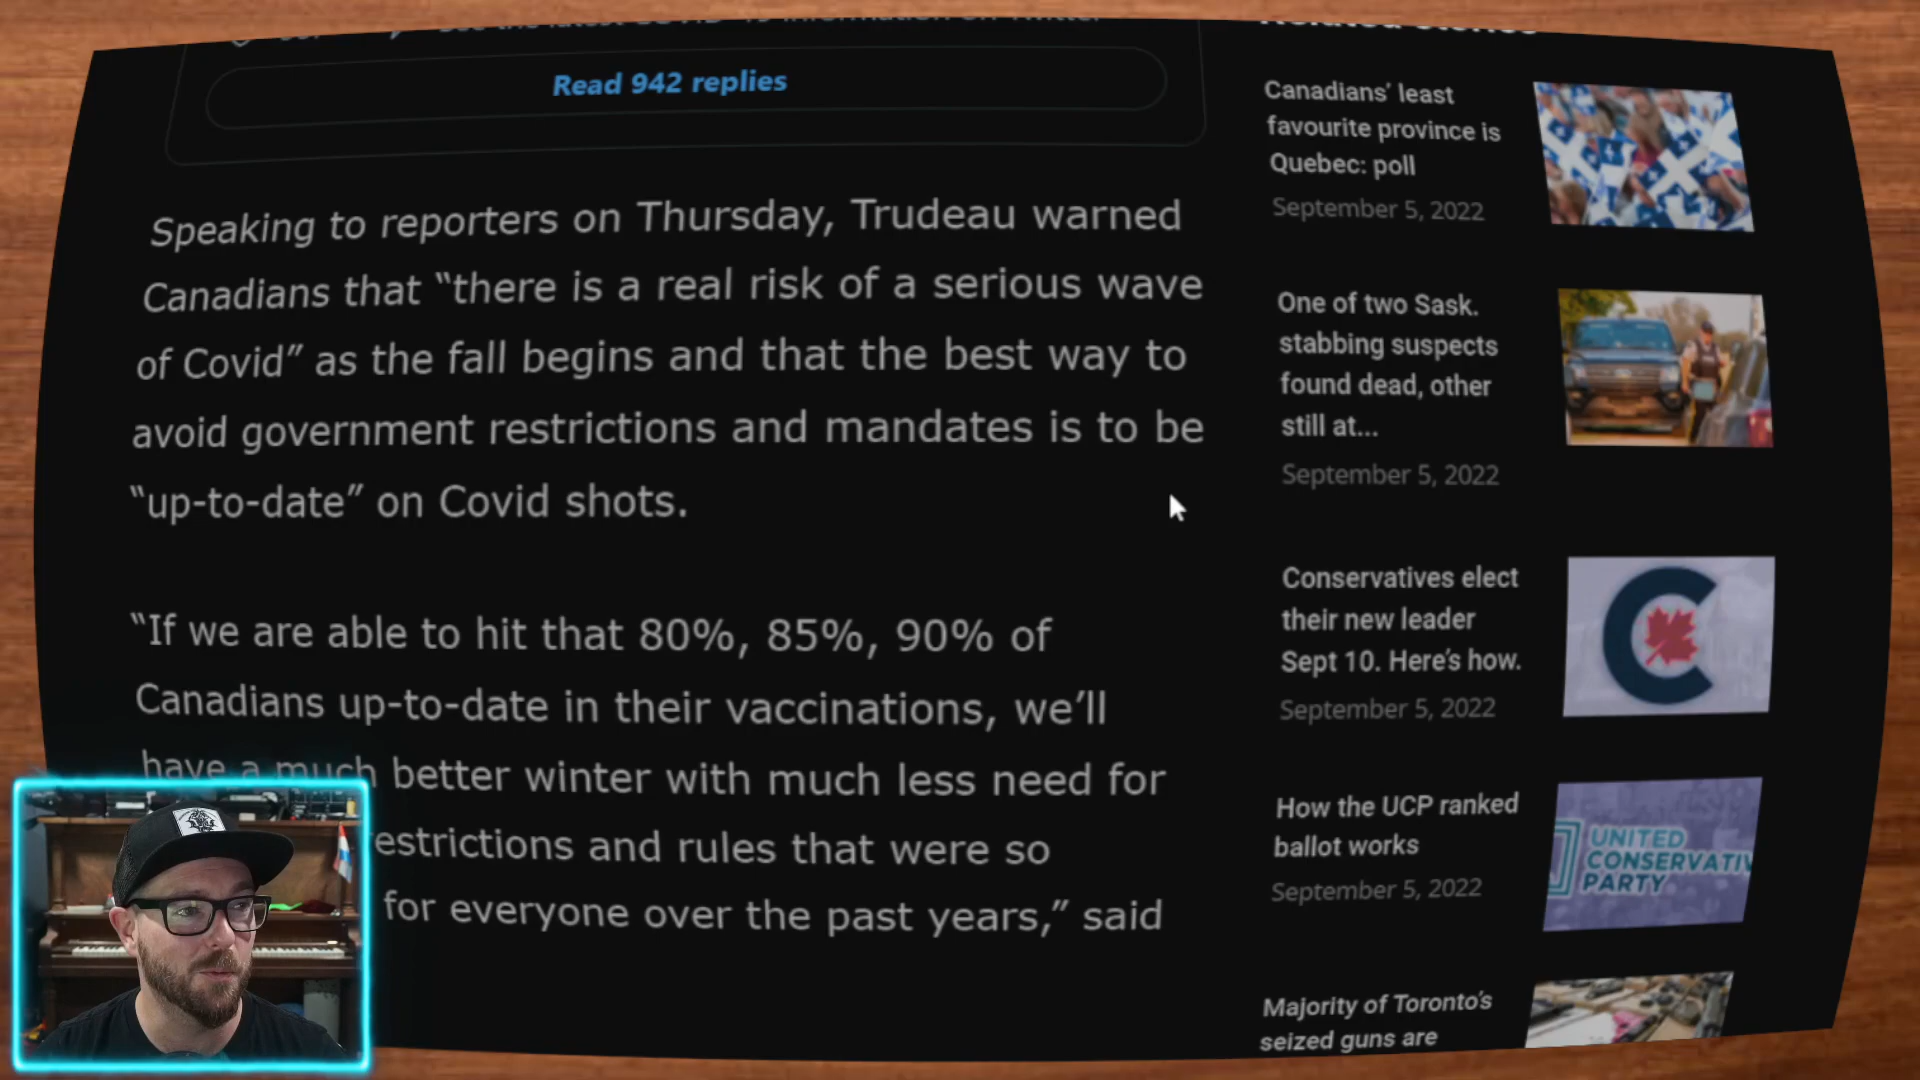 Read 942 replies
Speaking to reporters on Thursday, Trudeau warned
Canadians that “there is a real risk of a serious wave
of Covid” as the fall begins and that the best way to
avoid government restrictions and mandates is to be
“up-to-date” on Covid shots.
“If we are able to hit that 80%, 85%, 90% of
Canadians up-to-date in their vaccinations, we’ll
have a much better winter with much less need for
estrictions and rules that were so
for everyone over the past years,” said
Related Stories
Canadians’ least
favourite province is
Quebec: poll
September 5, 2022
One of two Sask.
stabbing suspects
found dead, other
still at...
September 5, 2022
Conservatives elect
their new leader
Sept 10. Here’s how.
September 5, 2022
How the UCP ranked
ballot works
September 5, 2022
UNITED
CONSERVATIV
PARTY
Majority of Toronto’s
seized guns are